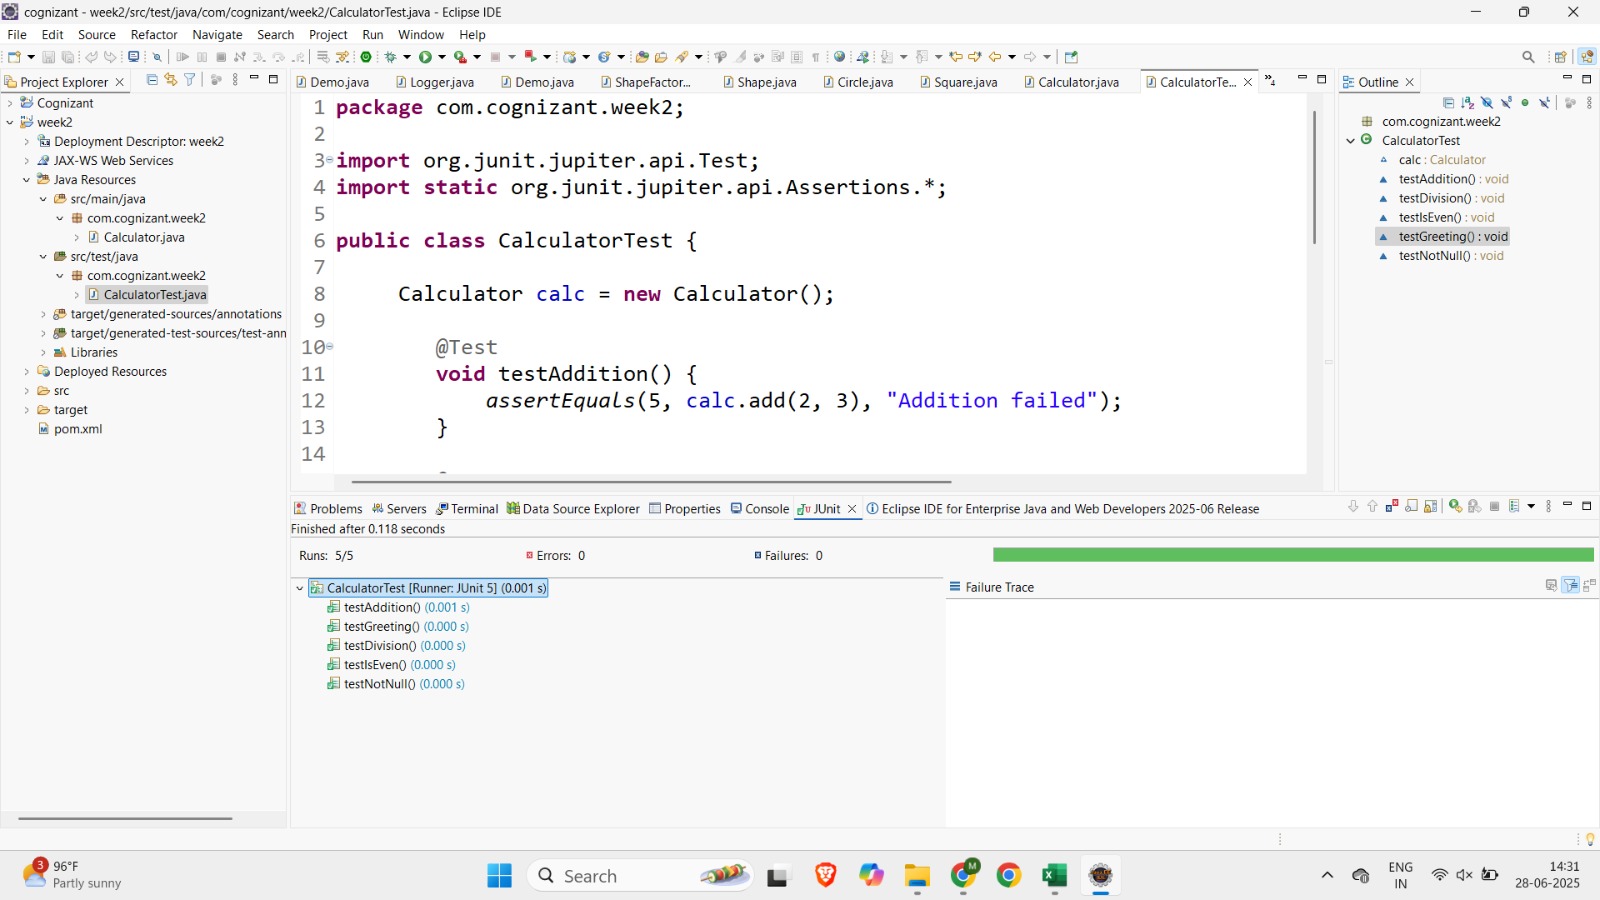 cognizant - week2/src/test/java/com/cognizant/week2/CalculatorTest.java - Eclipse IDE
File Edit Source Refactor Navigate Search Project Run Window Help
Project Explorer
Demo.java Logger.java Demo.java ShapeFactor... Shape.java Circle.java Square.java Calculator.java CalculatorTe... »4
Outline
Cognizant
week2
Deployment Descriptor: week2
JAX-WS Web Services
Java Resources
src/main/java
com.cognizant.week2
Calculator.java
src/test/java
com.cognizant.week2
CalculatorTest.java
target/generated-sources/annotations
target/generated-test-sources/test-ann
Libraries
Deployed Resources
src
target
pom.xml
1 package com.cognizant.week2;
2
3 import org.junit.jupiter.api.Test;
4 import static org.junit.jupiter.api.Assertions.*;
5
6 public class CalculatorTest {
7
8 Calculator calc = new Calculator();
9
10 @Test
11 void testAddition() {
12 assertEquals(5, calc.add(2, 3), "Addition failed");
13 }
14
com.cognizant.week2
CalculatorTest
calc : Calculator
testAddition() : void
testDivision() : void
testIsEven() : void
testGreeting() : void
testNotNull() : void
Problems Servers Terminal Data Source Explorer Properties Console JUnit Eclipse IDE for Enterprise Java and Web Developers 2025-06 Release
Finished after 0.118 seconds
Runs: 5/5 Errors: 0 Failures: 0
CalculatorTest [Runner: JUnit 5] (0.001 s)
testAddition() (0.001 s)
testGreeting() (0.000 s)
testDivision() (0.000 s)
testIsEven() (0.000 s)
testNotNull() (0.000 s)
Failure Trace
3
96°F
Partly sunny
Search
M
ENG
IN
14:31
28-06-2025